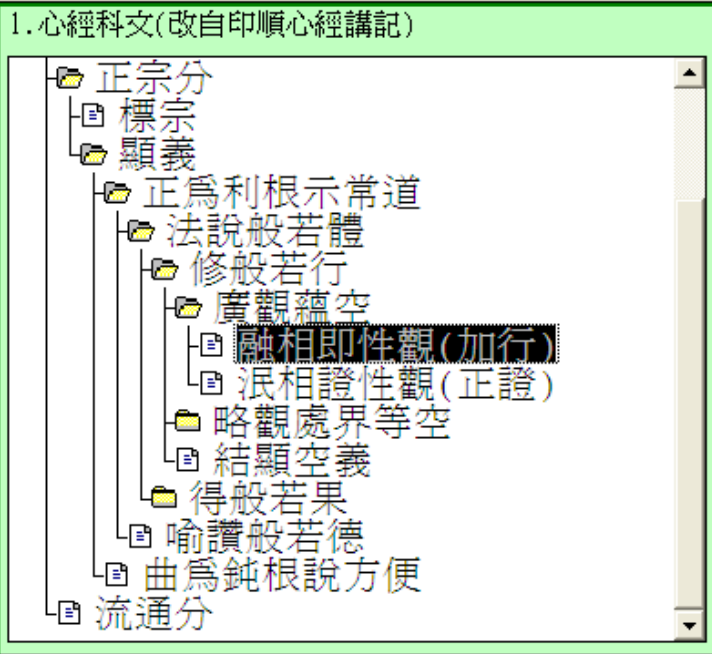 1.心經科文(改自印順心經講記)
正宗分
標宗
顯義
正爲利根示常道
法說般若體
修般若行
廣觀蘊空
融相即性觀(加行)
泯相證性觀(正證)
略觀處界等空
結顯空義
得般若果
喻讚般若德
曲爲鈍根說方便
流通分